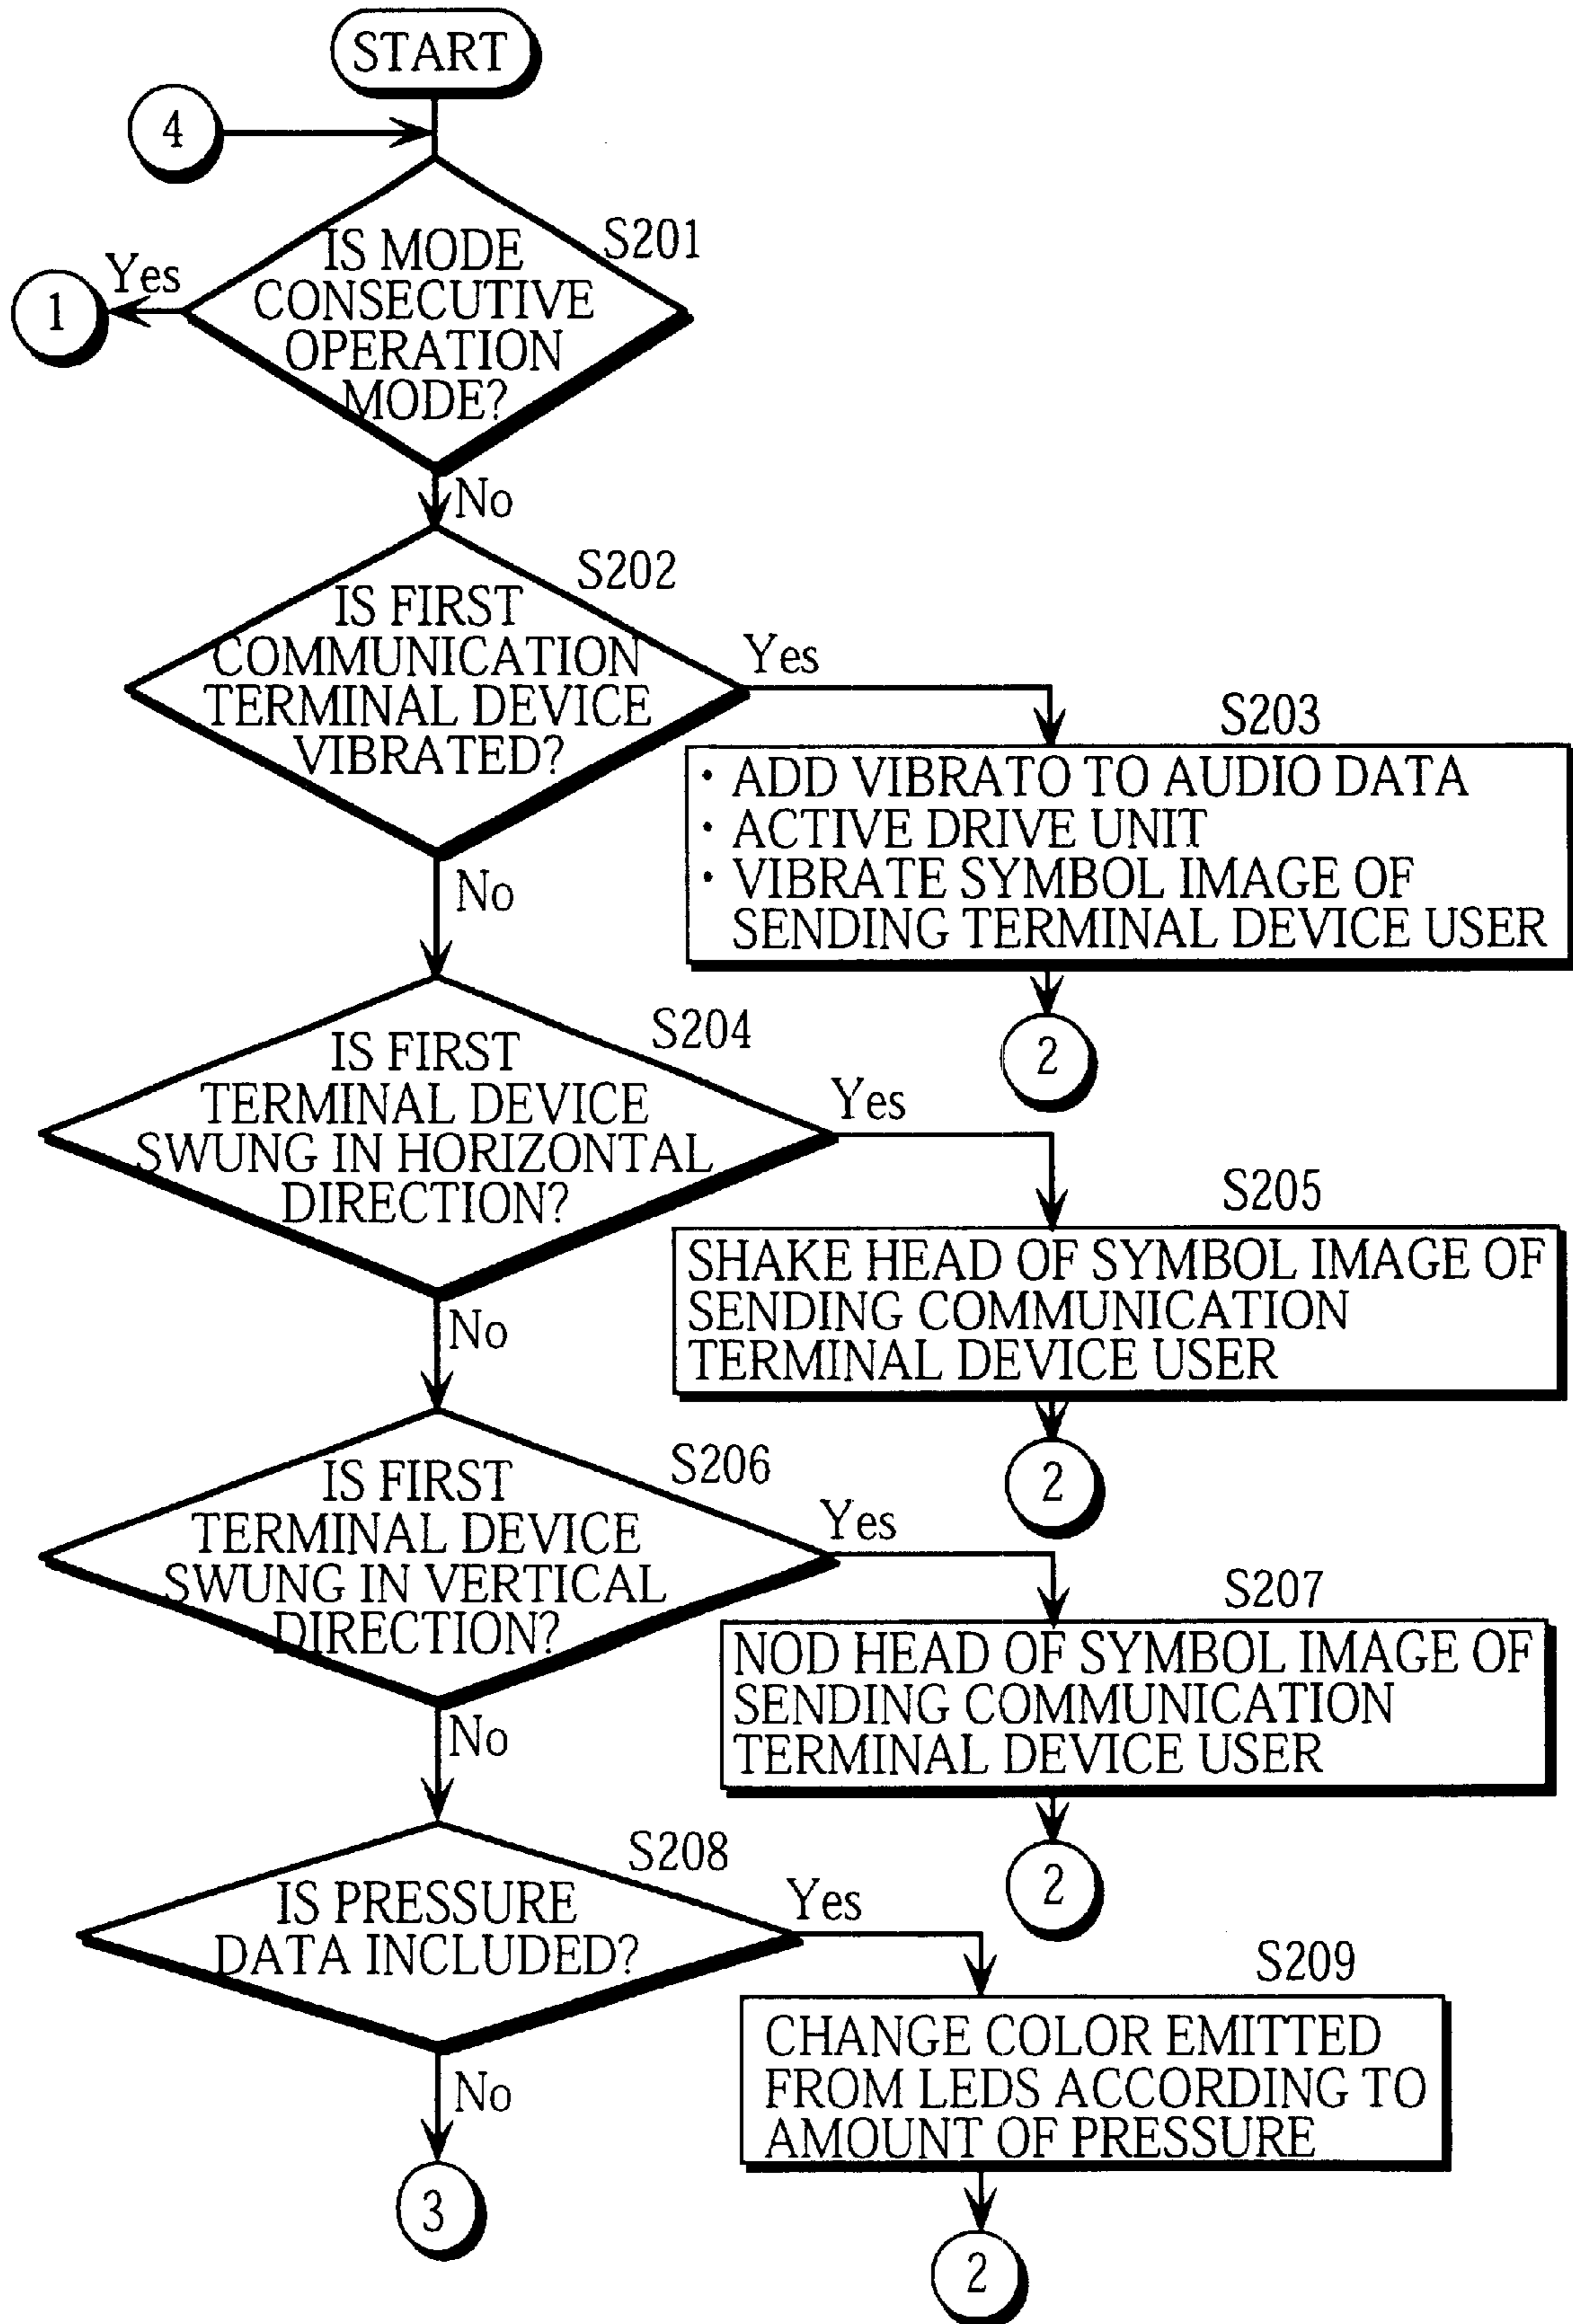 START
4
S201
IS MODE
CONSECUTIVE
OPERATION
MODE?
Yes
1
No
S202
IS FIRST
COMMUNICATION
TERMINAL DEVICE
VIBRATED?
Yes
S203
· ADD VIBRATO TO AUDIO DATA
· ACTIVE DRIVE UNIT
· VIBRATE SYMBOL IMAGE OF
SENDING TERMINAL DEVICE USER
2
No
S204
IS FIRST
TERMINAL DEVICE
SWUNG IN HORIZONTAL
DIRECTION?
Yes
S205
SHAKE HEAD OF SYMBOL IMAGE OF
SENDING COMMUNICATION
TERMINAL DEVICE USER
2
No
S206
IS FIRST
TERMINAL DEVICE
SWUNG IN VERTICAL
DIRECTION?
Yes
S207
NOD HEAD OF SYMBOL IMAGE OF
SENDING COMMUNICATION
TERMINAL DEVICE USER
2
No
S208
IS PRESSURE
DATA INCLUDED?
Yes
S209
CHANGE COLOR EMITTED
FROM LEDS ACCORDING TO
AMOUNT OF PRESSURE
2
No
3